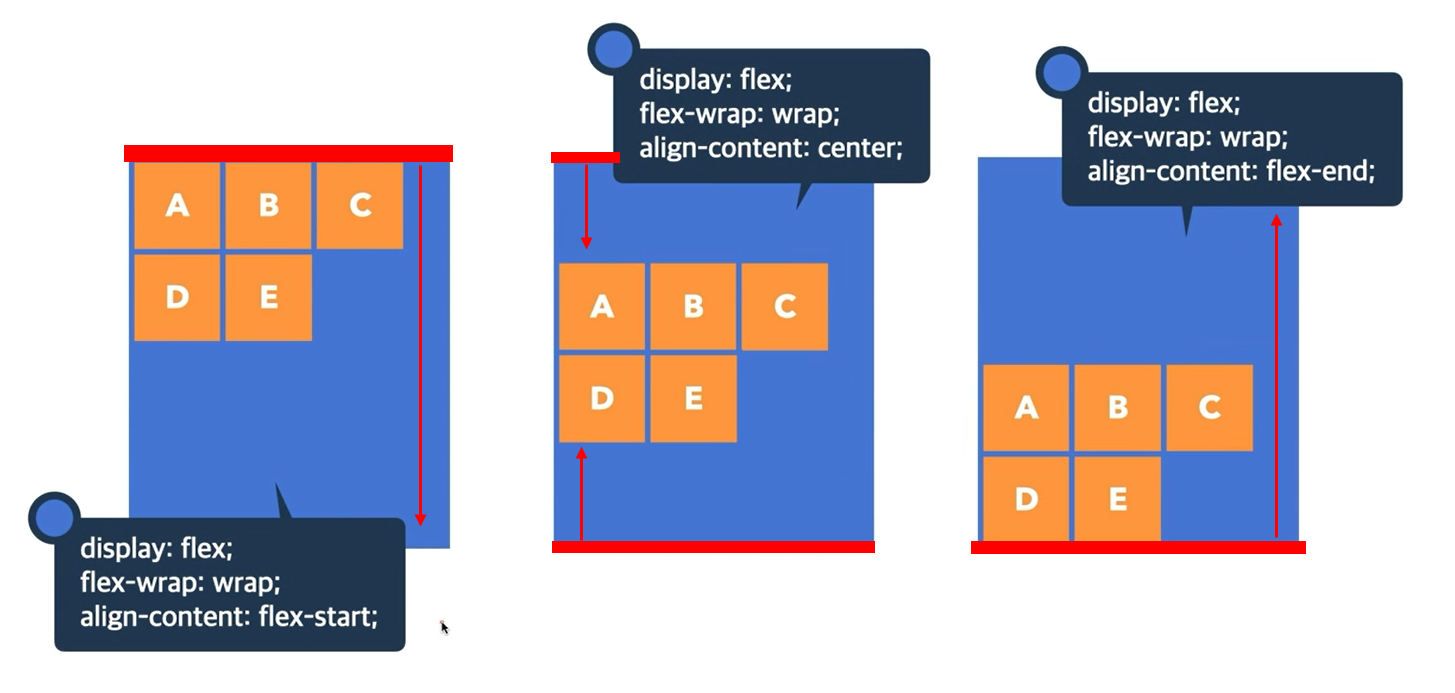 A B C
D E
display: flex;
flex-wrap: wrap;
align-content: flex-start;
display: flex;
flex-wrap: wrap;
align-content: center;
A B C
D E
display: flex;
flex-wrap: wrap;
align-content: flex-end;
A B C
D E